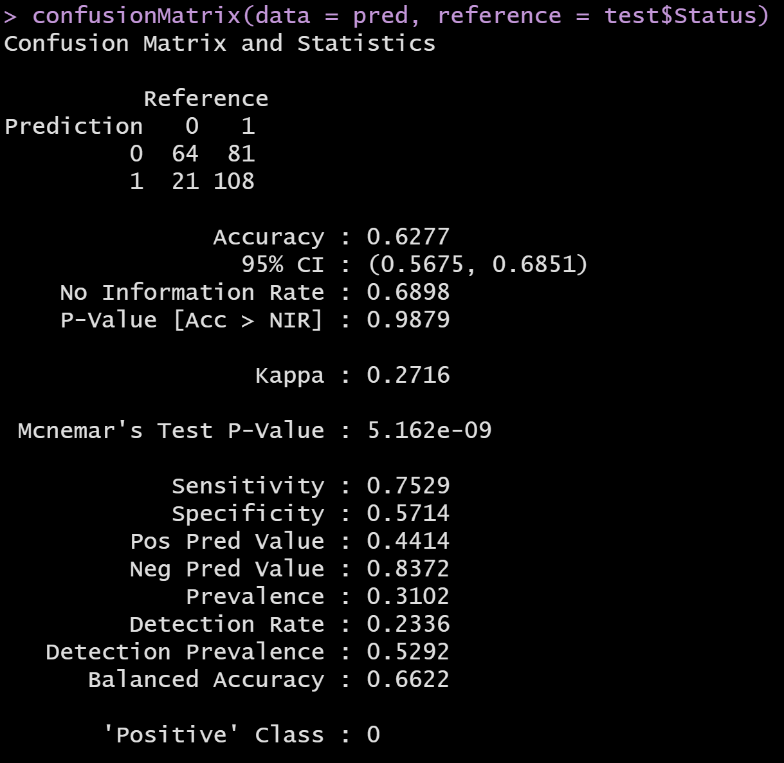 > confusionMatrix(data = pred, reference = test$Status)
Confusion Matrix and Statistics
Reference
Prediction 0 1
0 64 81
1 21 108
Accuracy : 0.6277
95% CI : (0.5675, 0.6851)
No Information Rate : 0.6898
P-Value [Acc > NIR] : 0.9879
Kappa : 0.2716
Mcnemar's Test P-Value : 5.162e-09
Sensitivity : 0.7529
Specificity : 0.5714
Pos Pred Value : 0.4414
Neg Pred Value : 0.8372
Prevalence : 0.3102
Detection Rate : 0.2336
Detection Prevalence : 0.5292
Balanced Accuracy : 0.6622
'Positive' Class : 0